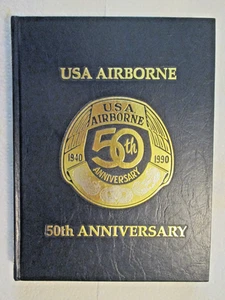 USA AIRBORNE
USA
AIRBORNE
50th
1940 1990
ANNIVERSARY
50th ANNIVERSARY